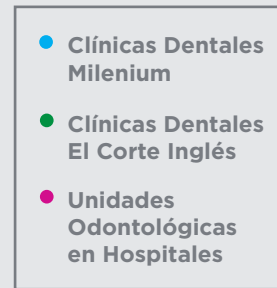 Clínicas Dentales
Milenium
Clínicas Dentales
El Corte Inglés
Unidades
Odontológicas
en Hospitales